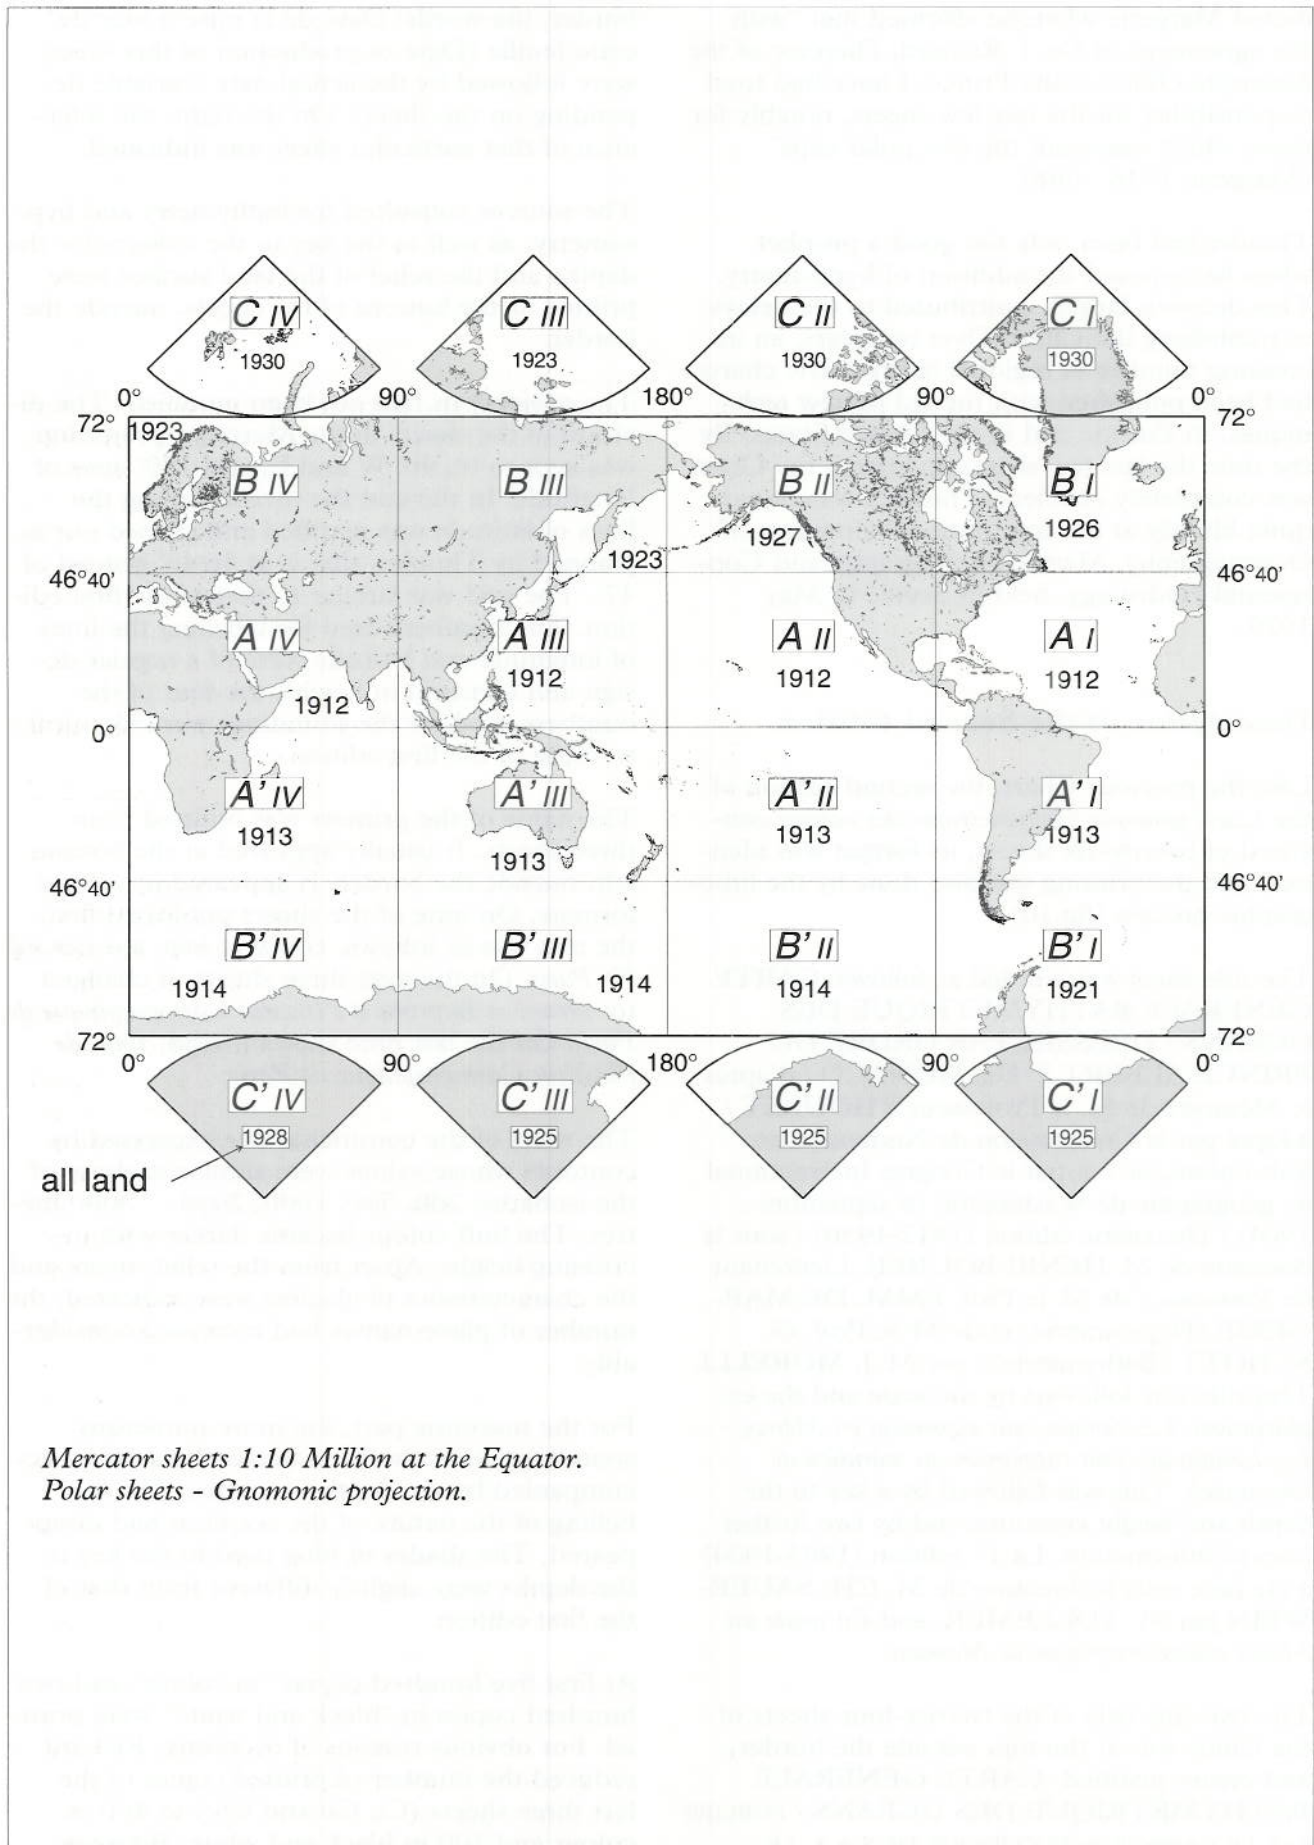 C IV
C III
C II
C I
1930
1923
1930
1930
0°
90°
180°
90°
0°
72°
72°
1923
B IV
B III
B II
B I
1923
1927
1926
46°40'
46°40'
A IV
A III
A II
A I
1912
1912
1912
1912
0°
0°
A' IV
A' III
A' II
A' I
1913
1913
1913
1913
46°40'
46°40'
B' IV
B' III
B' II
B' I
1914
1914
1914
1921
72°
72°
0°
90°
180°
90°
0°
C' IV
C' III
C' II
C' I
1928
1925
1925
1925
all land
Mercator sheets 1:10 Million at the Equator.
Polar sheets - Gnomonic projection.